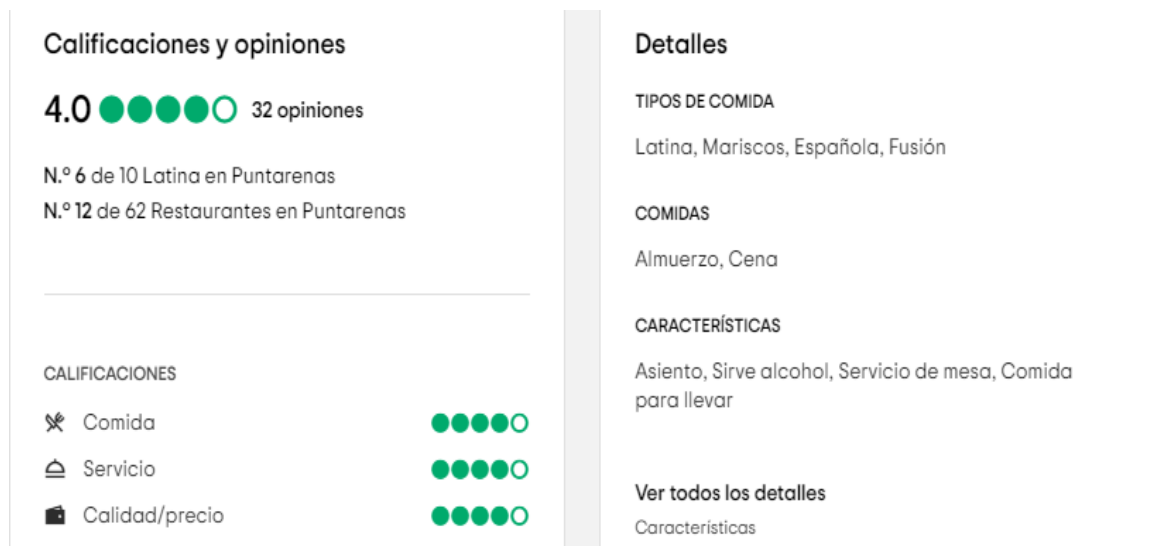 Calificaciones y opiniones
4.0 32 opiniones
N.º 6 de 10 Latina en Puntarenas
N.º 12 de 62 Restaurantes en Puntarenas
CALIFICACIONES
Comida
Servicio
Calidad/precio
Detalles
TIPOS DE COMIDA
Latina, Mariscos, Española, Fusión
COMIDAS
Almuerzo, Cena
CARACTERÍSTICAS
Asiento, Sirve alcohol, Servicio de mesa, Comida
para llevar
Ver todos los detalles
Características